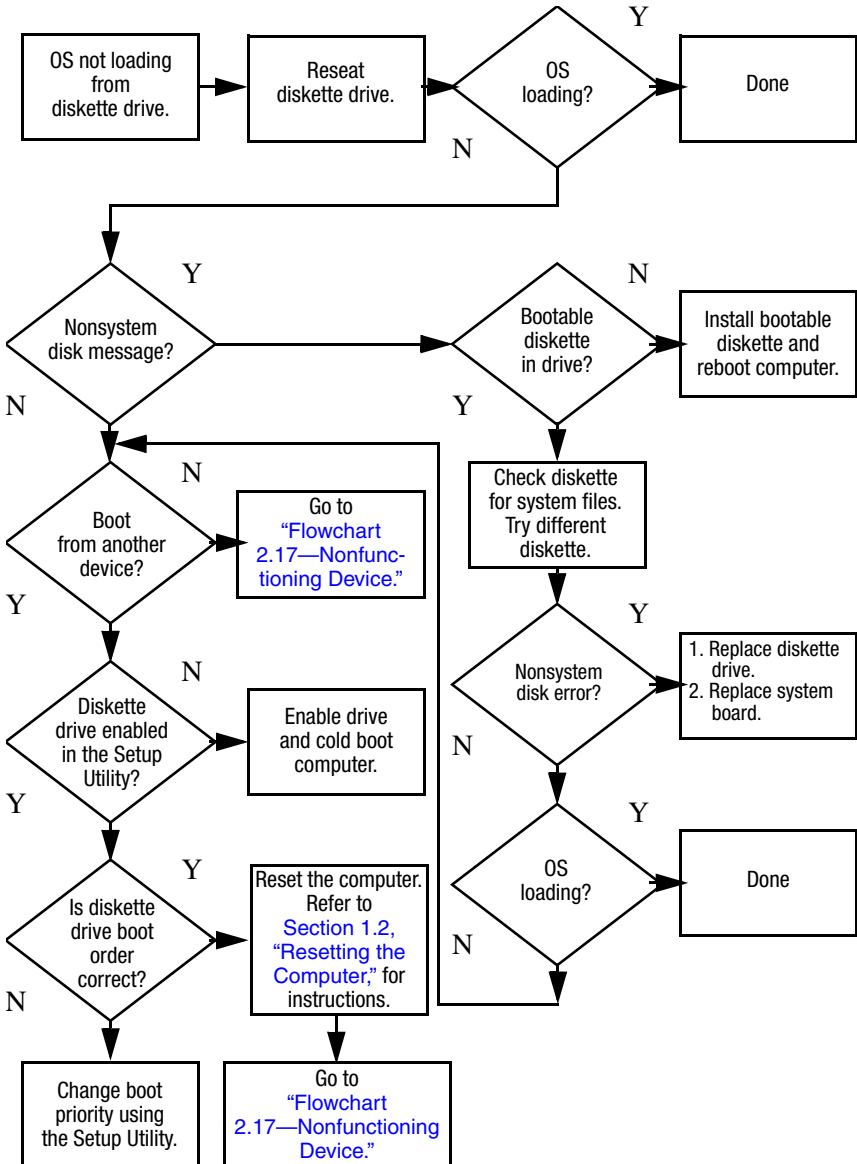 OS not loading
from
diskette drive.
Reseat
diskette drive.
OS
loading?
Y
Done
N
Nonsystem
disk message?
Y
N
Bootable
diskette
in drive?
N
Install bootable
diskette and
reboot computer.
Y
Boot
from another
device?
N
Go to
“Flowchart
2.17—Nonfunc-
tioning Device.”
Y
Check diskette
for system files.
Try different
diskette.
Diskette
drive enabled
in the Setup
Utility?
N
Enable drive
and cold boot
computer.
Y
Nonsystem
disk error?
Y
1. Replace diskette
drive.
2. Replace system
board.
N
Is diskette
drive boot
order
correct?
Y
Reset the computer.
Refer to
Section 1.2,
“Resetting the
Computer,” for
instructions.
N
OS
loading?
Y
Done
N
Change boot
priority using
the Setup Utility.
Go to
“Flowchart
2.17—Nonfunctioning
Device.”